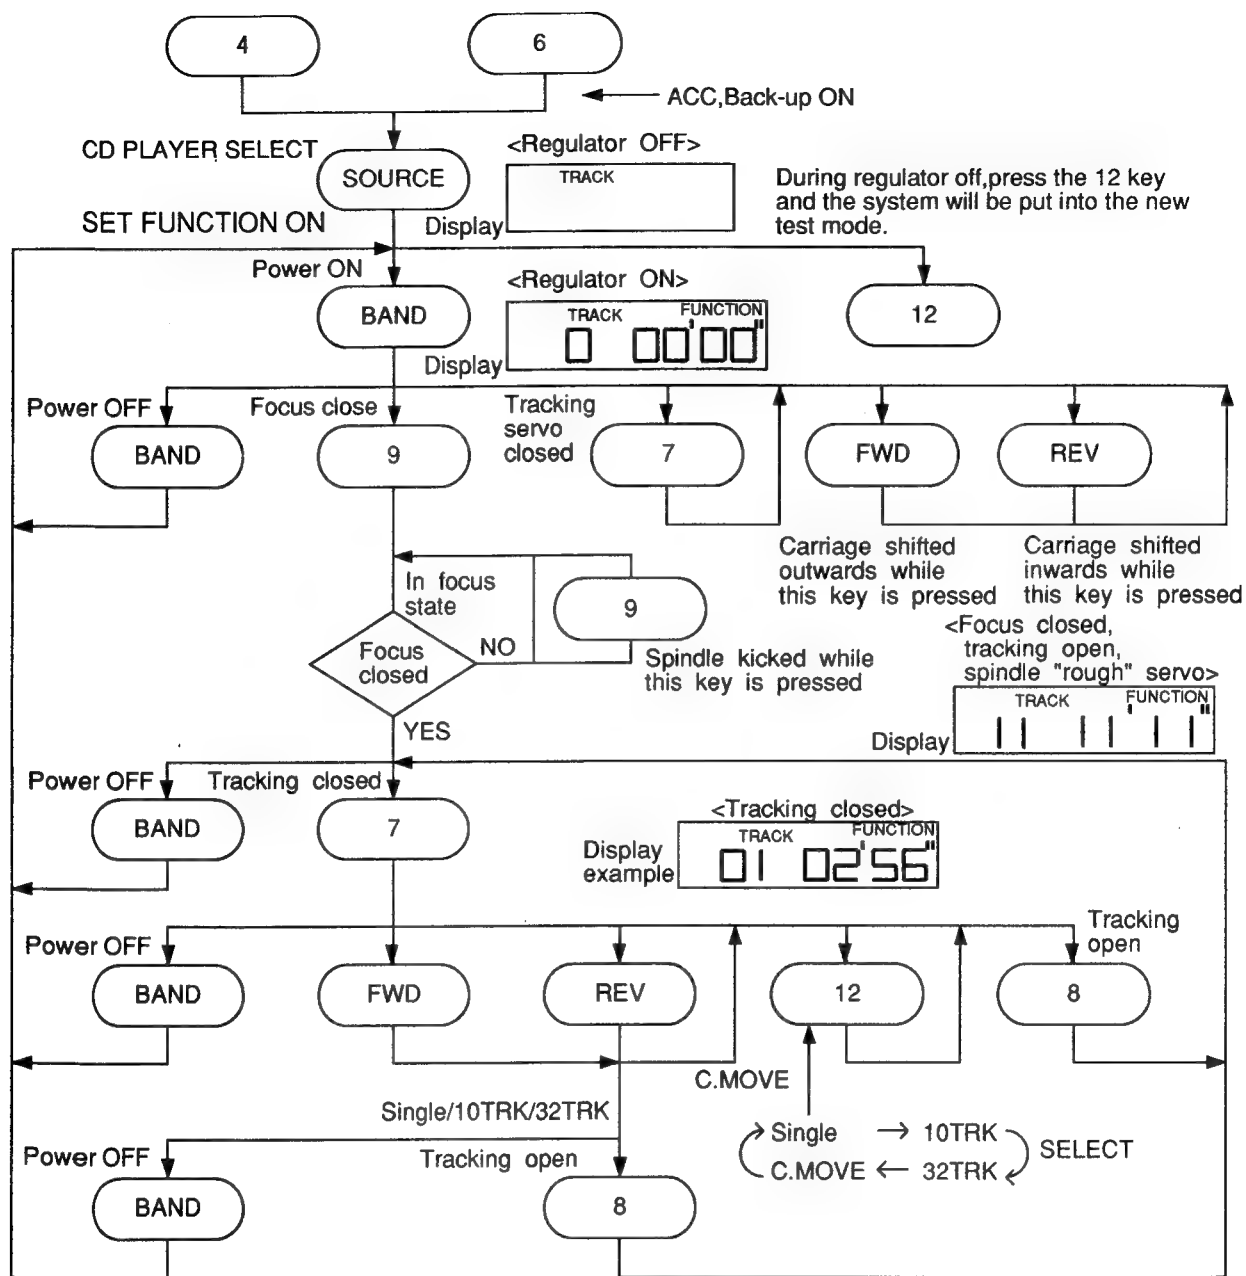 4
6
ACC,Back-up ON
CD PLAYER SELECT
SOURCE
<Regulator OFF>
TRACK
Display
During regulator off,press the 12 key
and the system will be put into the new
test mode.
SET FUNCTION ON
Power ON
BAND
<Regulator ON>
TRACK
FUNCTION
0 00'00"
Display
12
Power OFF
BAND
Focus close
9
Tracking
servo
closed
7
FWD
REV
Carriage shifted
outwards while
this key is pressed
Carriage shifted
inwards while
this key is pressed
In focus
state
9
Focus
closed
NO
Spindle kicked while
this key is pressed
<Focus closed,
tracking open,
spindle "rough" servo>
TRACK
FUNCTION
11 11'11"
Display
YES
Power OFF
BAND
Tracking closed
7
<Tracking closed>
TRACK
FUNCTION
01 02'56"
Display
example
Power OFF
BAND
FWD
REV
12
Tracking
open
8
C.MOVE
Single/10TRK/32TRK
Single → 10TRK
C.MOVE ← 32TRK
SELECT
Power OFF
BAND
Tracking open
8